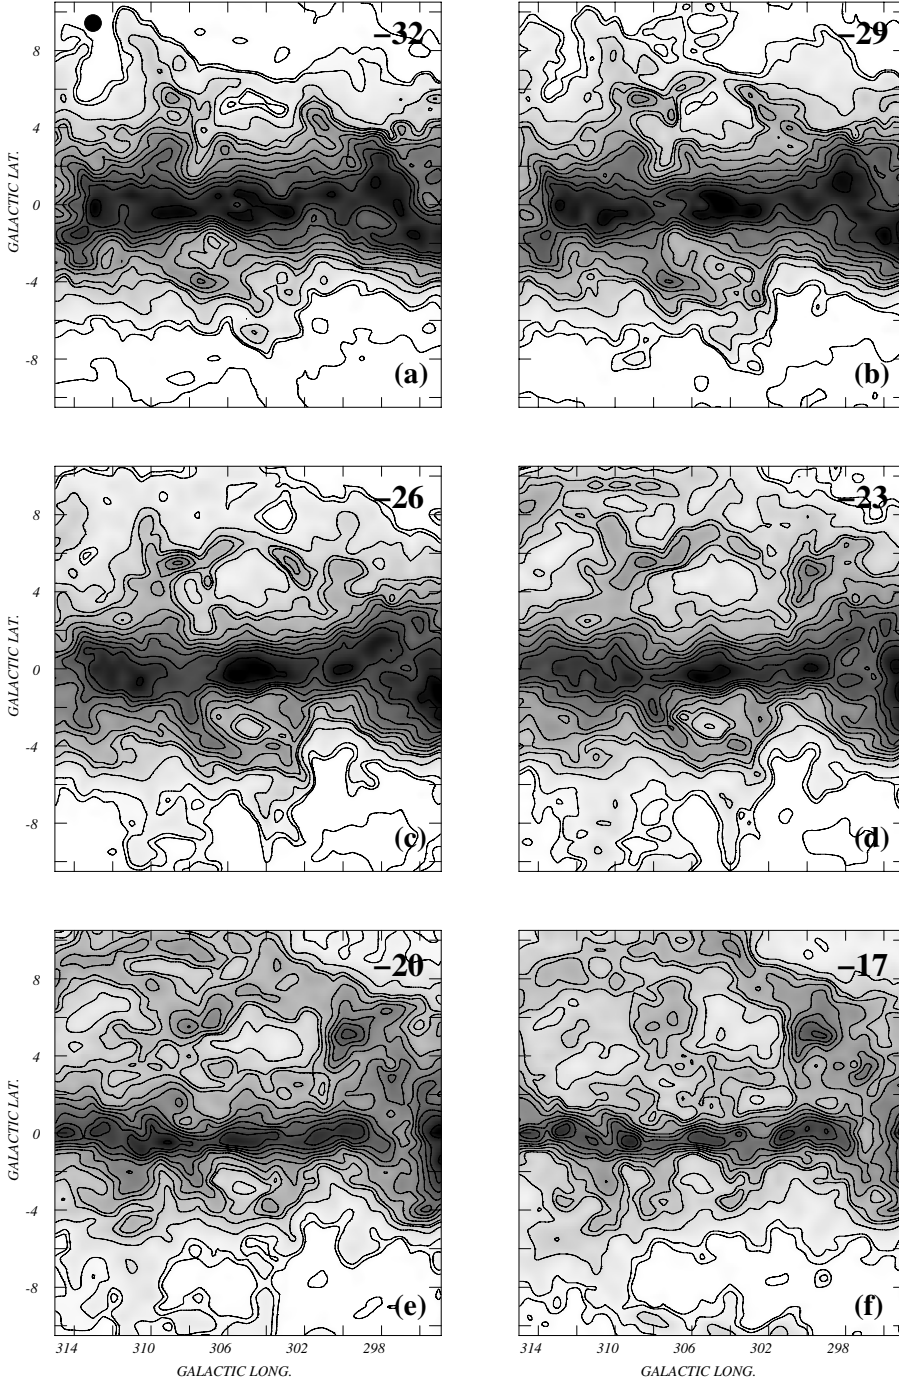 −32
−29
8
4
0
-4
-8
GALACTIC LAT.
(a)
(b)
−26
−23
8
4
0
-4
-8
GALACTIC LAT.
(c)
(d)
−20
−17
8
4
0
-4
-8
GALACTIC LAT.
(e)
(f)
314 310 306 302 298
314 310 306 302 298
GALACTIC LONG.
GALACTIC LONG.